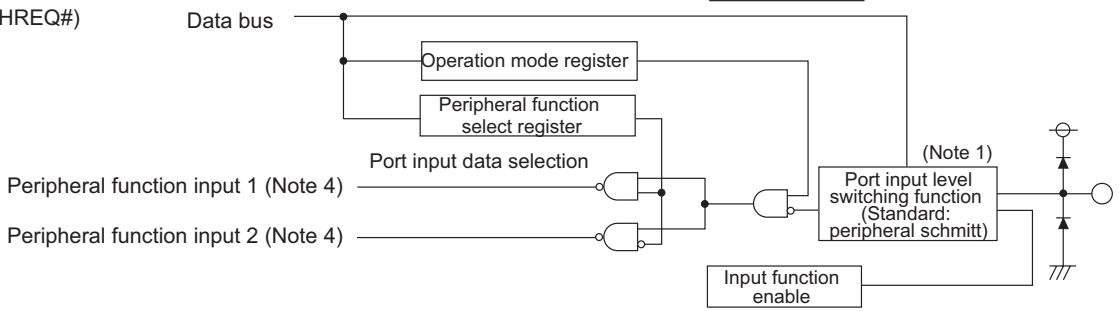 HREQ#)
Data bus
Operation mode register
Peripheral function
select register
Port input data selection
Peripheral function input 1 (Note 4)
Peripheral function input 2 (Note 4)
(Note 1)
Port input level
switching function
(Standard:
peripheral schmitt)
Input function
enable